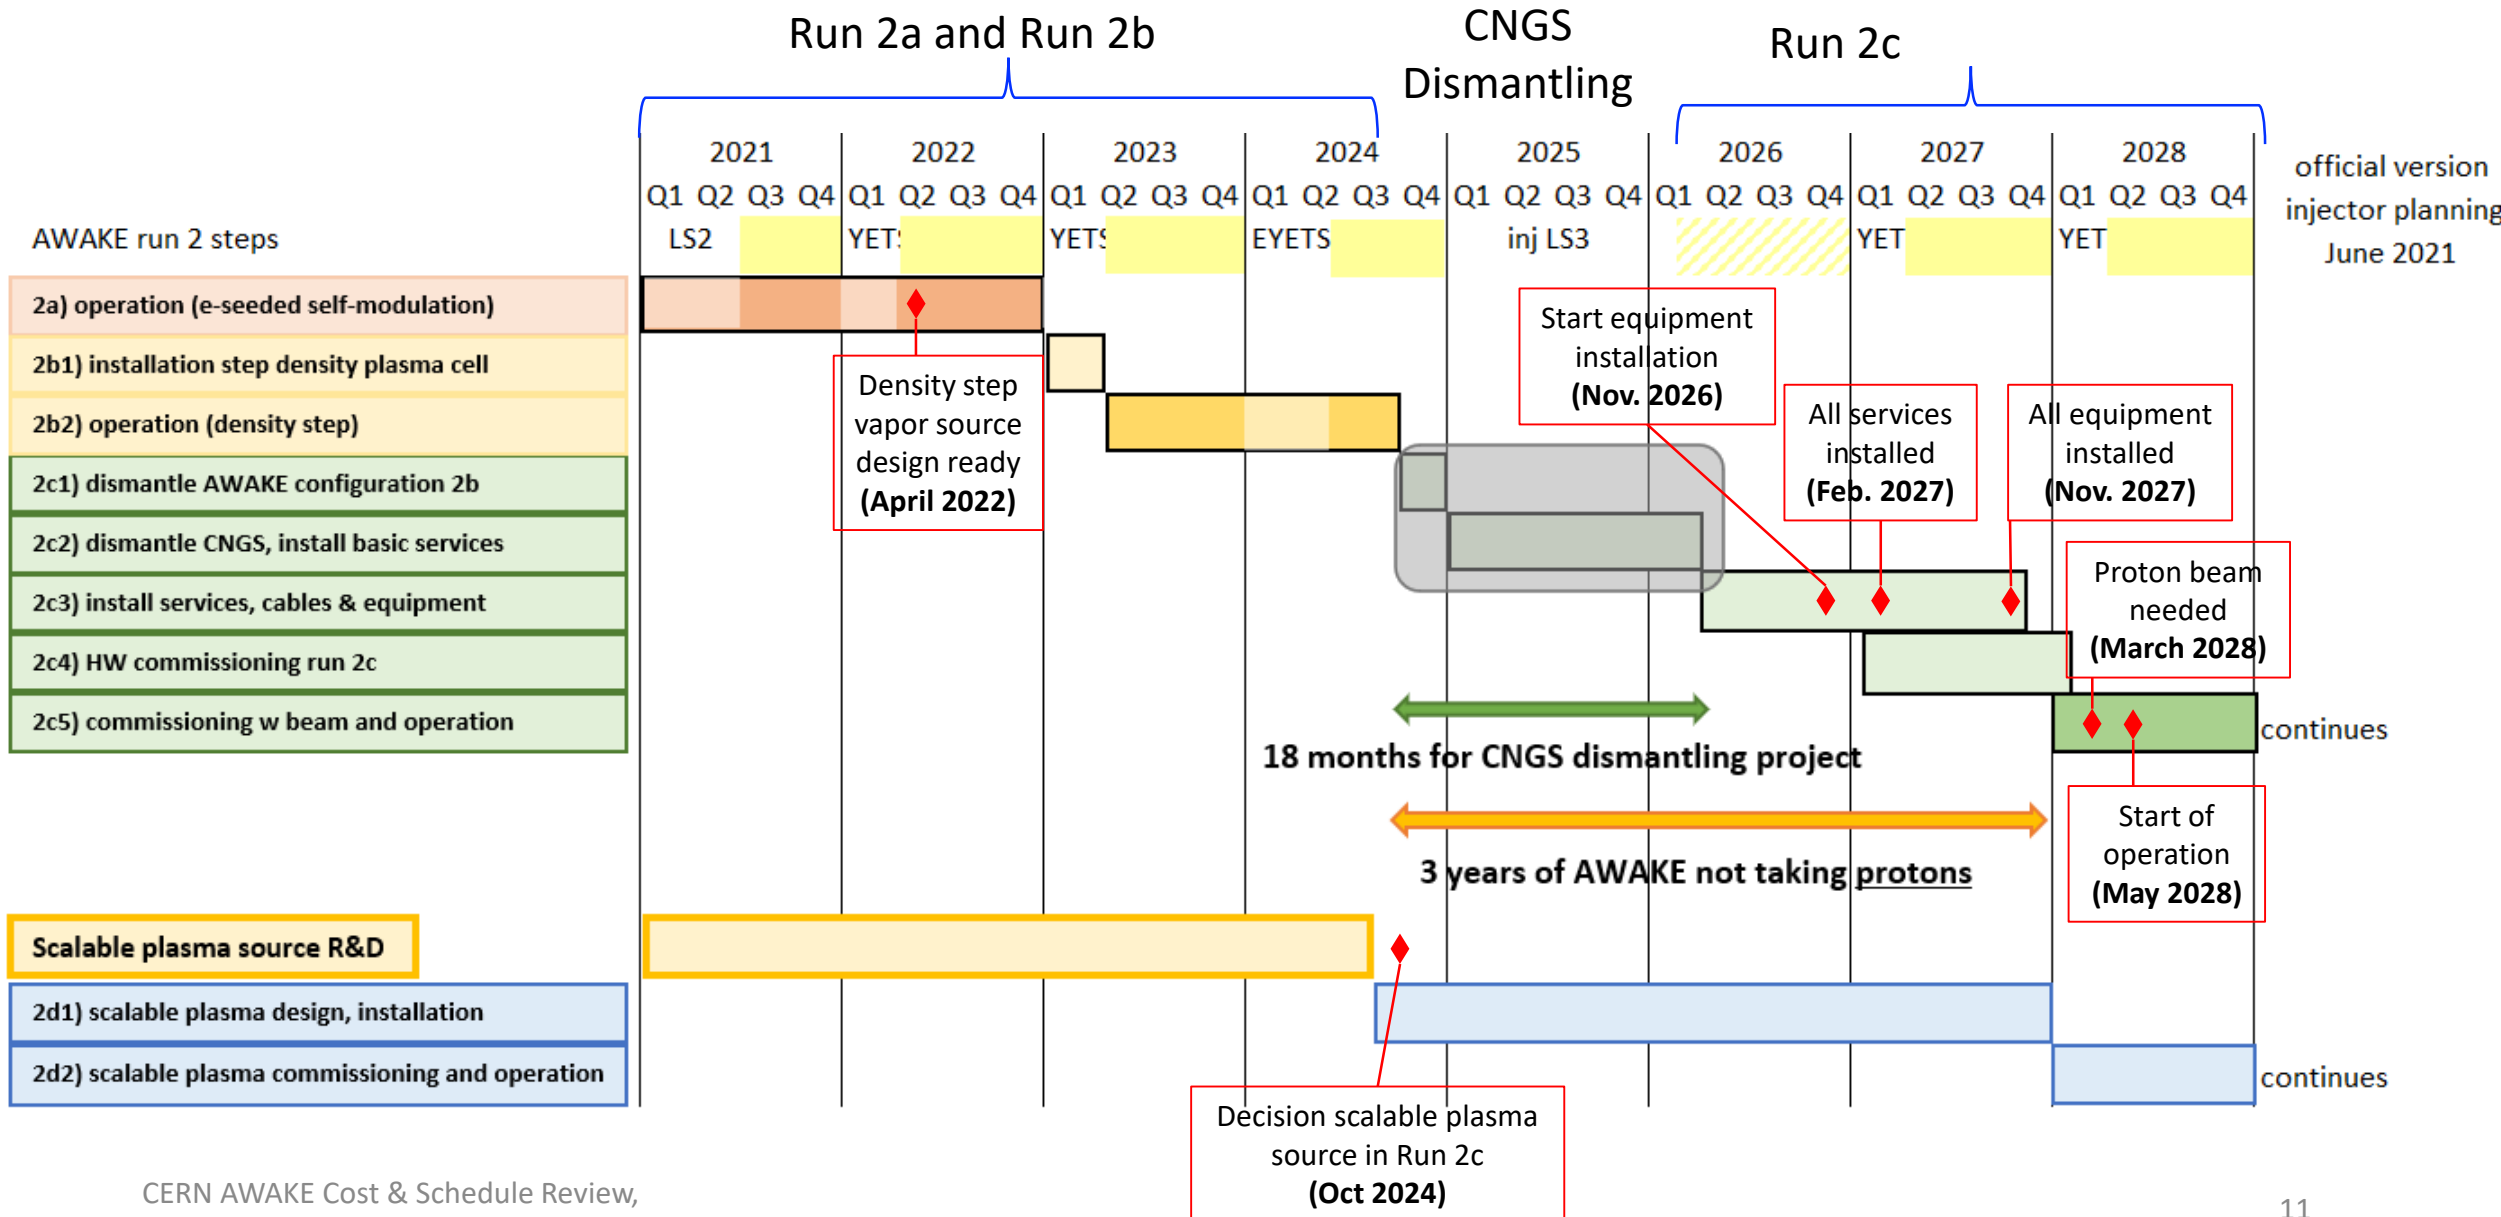 Run 2a and Run 2b
CNGS
Dismantling
Run 2c
2021 2022 2023 2024 2025 2026 2027 2028
Q1 Q2 Q3 Q4 Q1 Q2 Q3 Q4 Q1 Q2 Q3 Q4 Q1 Q2 Q3 Q4 Q1 Q2 Q3 Q4 Q1 Q2 Q3 Q4 Q1 Q2 Q3 Q4 Q1 Q2 Q3 Q4
official version
injector planning
June 2021
AWAKE run 2 steps
LS2 YETS YETS EYETS inj LS3 YET YET
2a) operation (e-seeded self-modulation)
2b1) installation step density plasma cell
2b2) operation (density step)
2c1) dismantle AWAKE configuration 2b
2c2) dismantle CNGS, install basic services
2c3) install services, cables & equipment
2c4) HW commissioning run 2c
2c5) commissioning w beam and operation
Density step
vapor source
design ready
(April 2022)
Start equipment
installation
(Nov. 2026)
All services
installed
(Feb. 2027)
All equipment
installed
(Nov. 2027)
Proton beam
needed
(March 2028)
continues
18 months for CNGS dismantling project
3 years of AWAKE not taking protons
Start of
operation
(May 2028)
Scalable plasma source R&D
2d1) scalable plasma design, installation
2d2) scalable plasma commissioning and operation
continues
Decision scalable plasma
source in Run 2c
(Oct 2024)
CERN AWAKE Cost & Schedule Review,
11